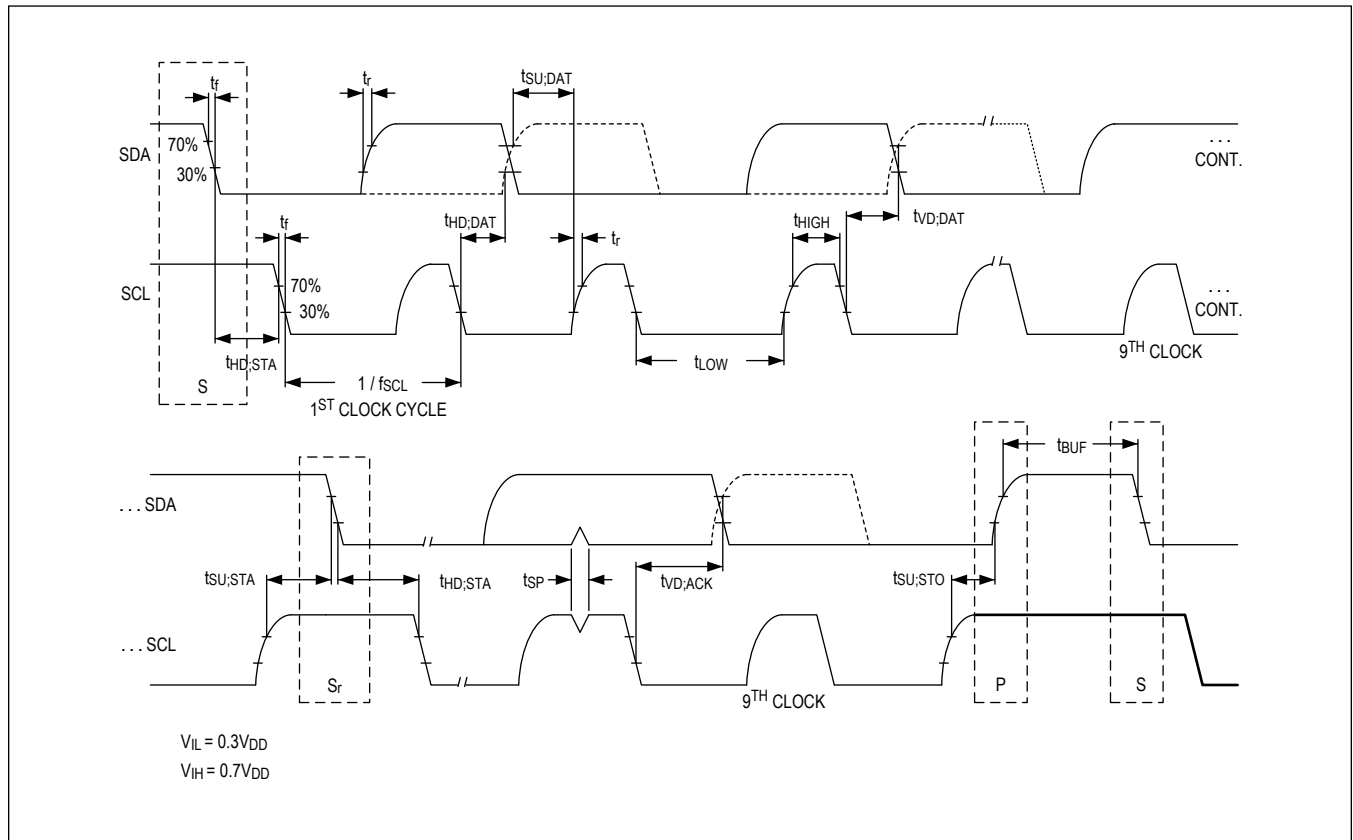 tf
tr
tSU;DAT
70%
30%
SDA
. . .
CONT.
tf
tHD;DAT
tr
tHIGH
tVD;DAT
70%
30%
SCL
. . .
CONT.
tHD;STA
tLOW
9TH CLOCK
S
1 / fSCL
1ST CLOCK CYCLE
tBUF
. . . SDA
tSU;STA
tHD;STA
tSP
tVD;ACK
tSU;STO
. . . SCL
Sr
9TH CLOCK
P
S
VIL = 0.3VDD
VIH = 0.7VDD